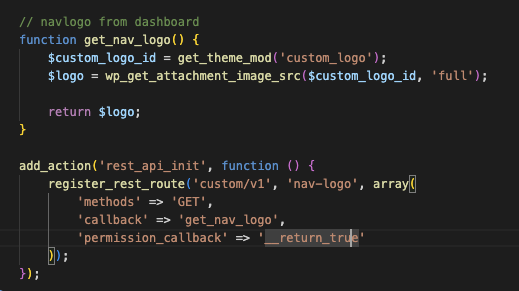 // navlogo from dashboard
function get_nav_logo() {
    $custom_logo_id = get_theme_mod('custom_logo');
    $logo = wp_get_attachment_image_src($custom_logo_id, 'full');

    return $logo;
}

add_action('rest_api_init', function () {
    register_rest_route('custom/v1', 'nav-logo', array(
        'methods' => 'GET',
        'callback' => 'get_nav_logo',
        'permission_callback' => '__return_true'
    ));
});